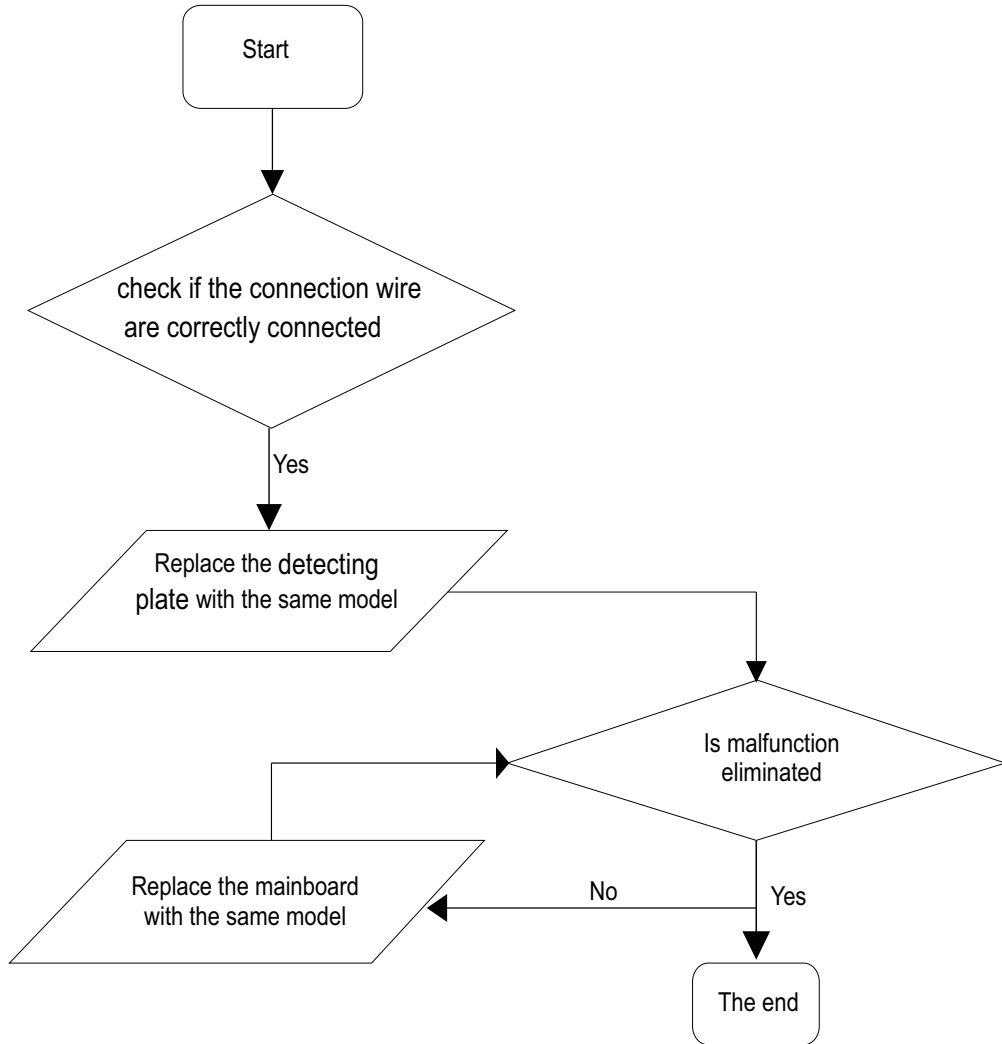 Start
check if the connection wire
are correctly connected
Yes
Replace the detecting
plate with the same model
Is malfunction
eliminated
Replace the mainboard
with the same model
No
Yes
The end